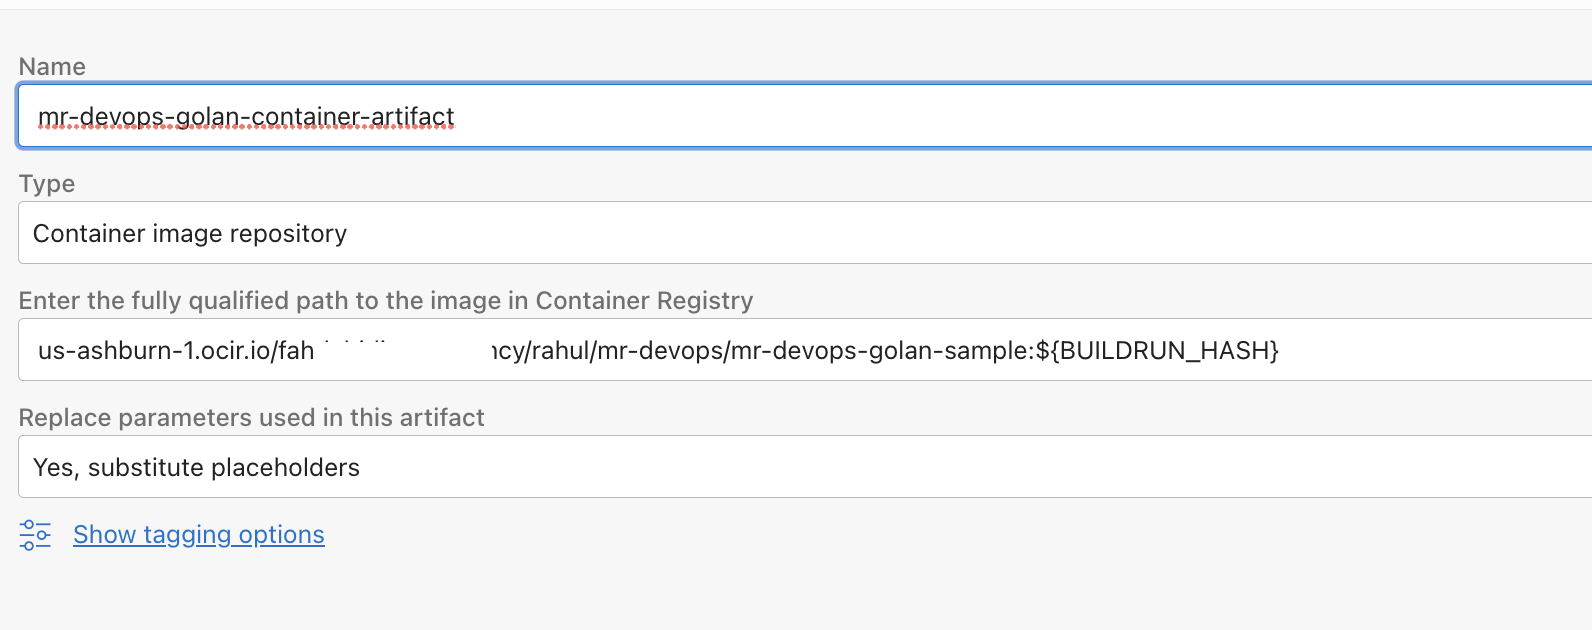 Name
mr-devops-golan-container-artifact
Type
Container image repository
Enter the fully qualified path to the image in Container Registry
us-ashburn-1.ocir.io/fah cy/rahul/mr-devops/mr-devops-golan-sample:${BUILDRUN_HASH}
Replace parameters used in this artifact
Yes, substitute placeholders
Show tagging options